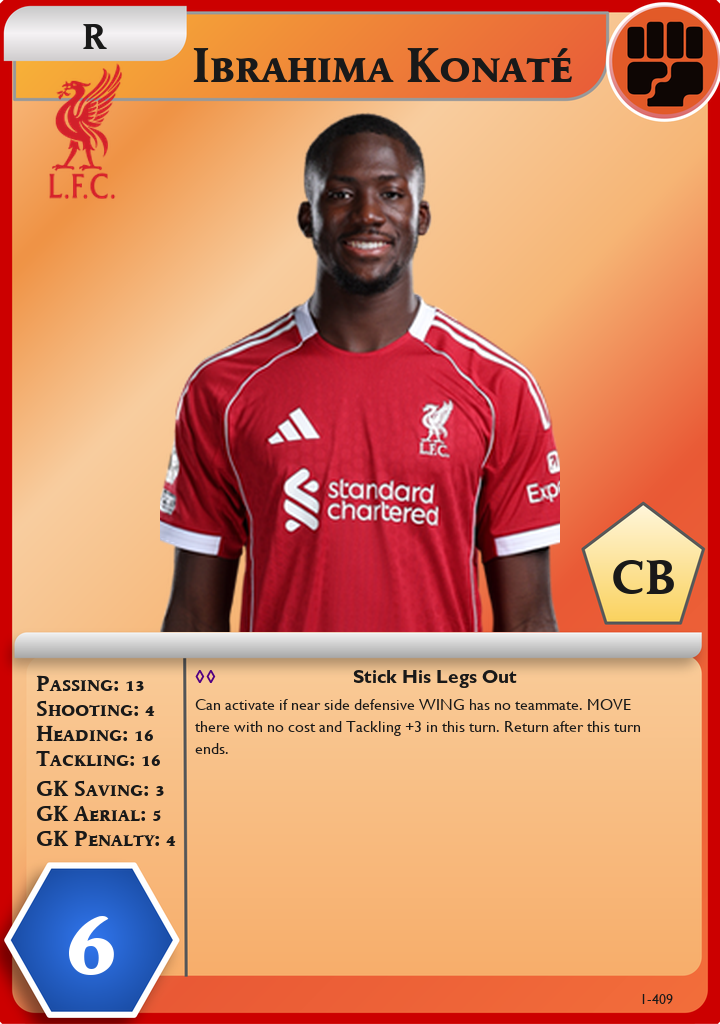 R
Ibrahima Konaté
L.F.C.
L.F.C.
standard
chartered
Exp
CB
Passing: 13
Shooting: 4
Heading: 16
Tackling: 16
GK Saving: 3
GK Aerial: 5
GK Penalty: 4
6
◊◊ Stick His Legs Out
Can activate if near side defensive WING has no teammate. MOVE
there with no cost and Tackling +3 in this turn. Return after this turn
ends.
1-409